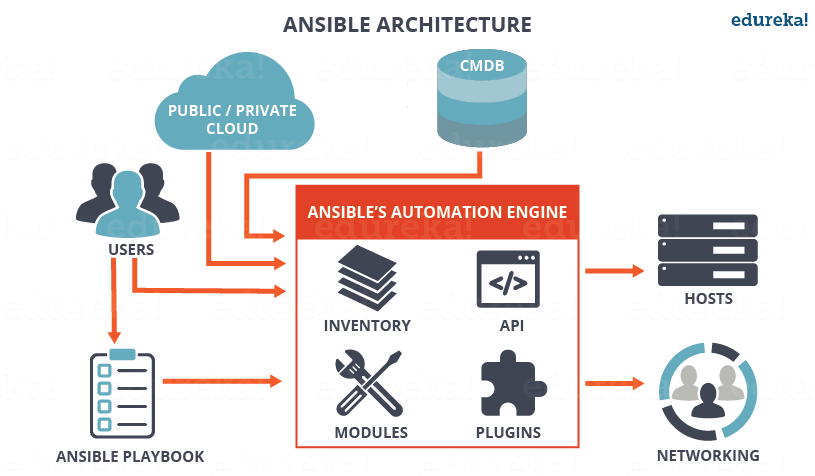 ANSIBLE ARCHITECTURE
edureka!
PUBLIC / PRIVATE
CLOUD
CMDB
USERS
ANSIBLE'S AUTOMATION ENGINE
INVENTORY
API
</>
HOSTS
MODULES
PLUGINS
ANSIBLE PLAYBOOK
NETWORKING